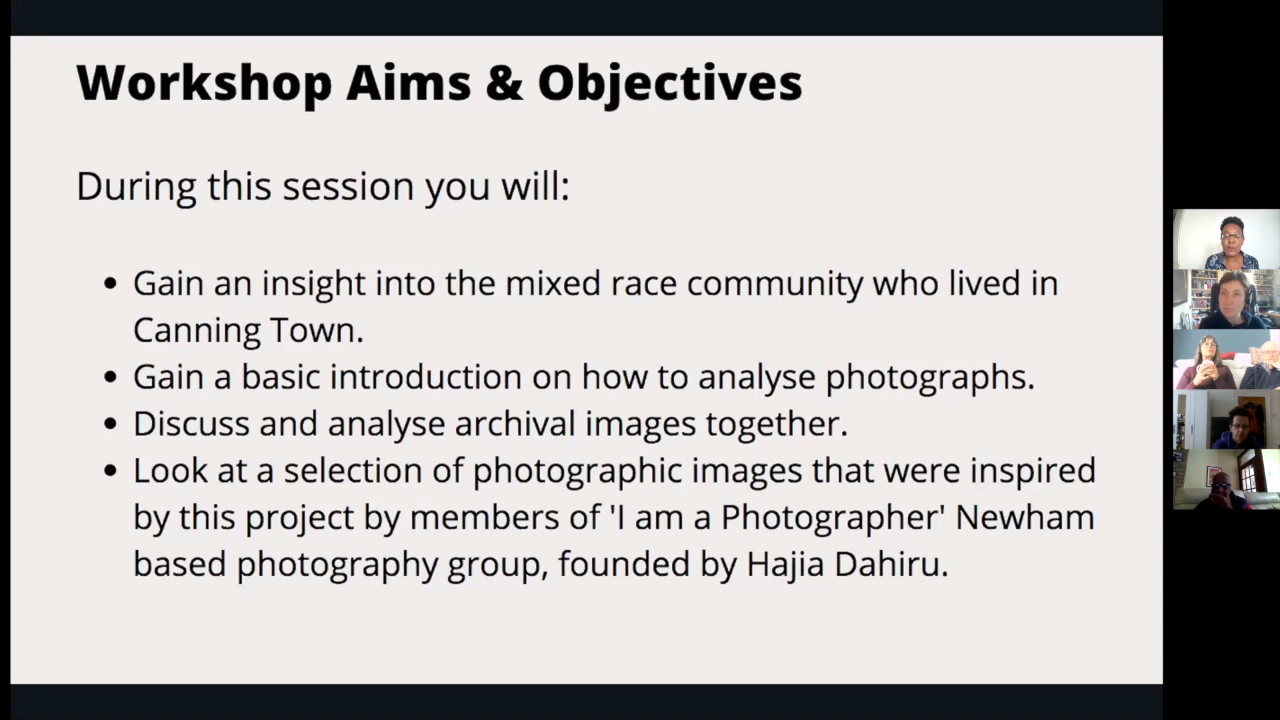 Workshop Aims & Objectives
During this session you will:
• Gain an insight into the mixed race community who lived in
Canning Town.
• Gain a basic introduction on how to analyse photographs.
• Discuss and analyse archival images together.
• Look at a selection of photographic images that were inspired
by this project by members of 'I am a Photographer' Newham
based photography group, founded by Hajia Dahiru.